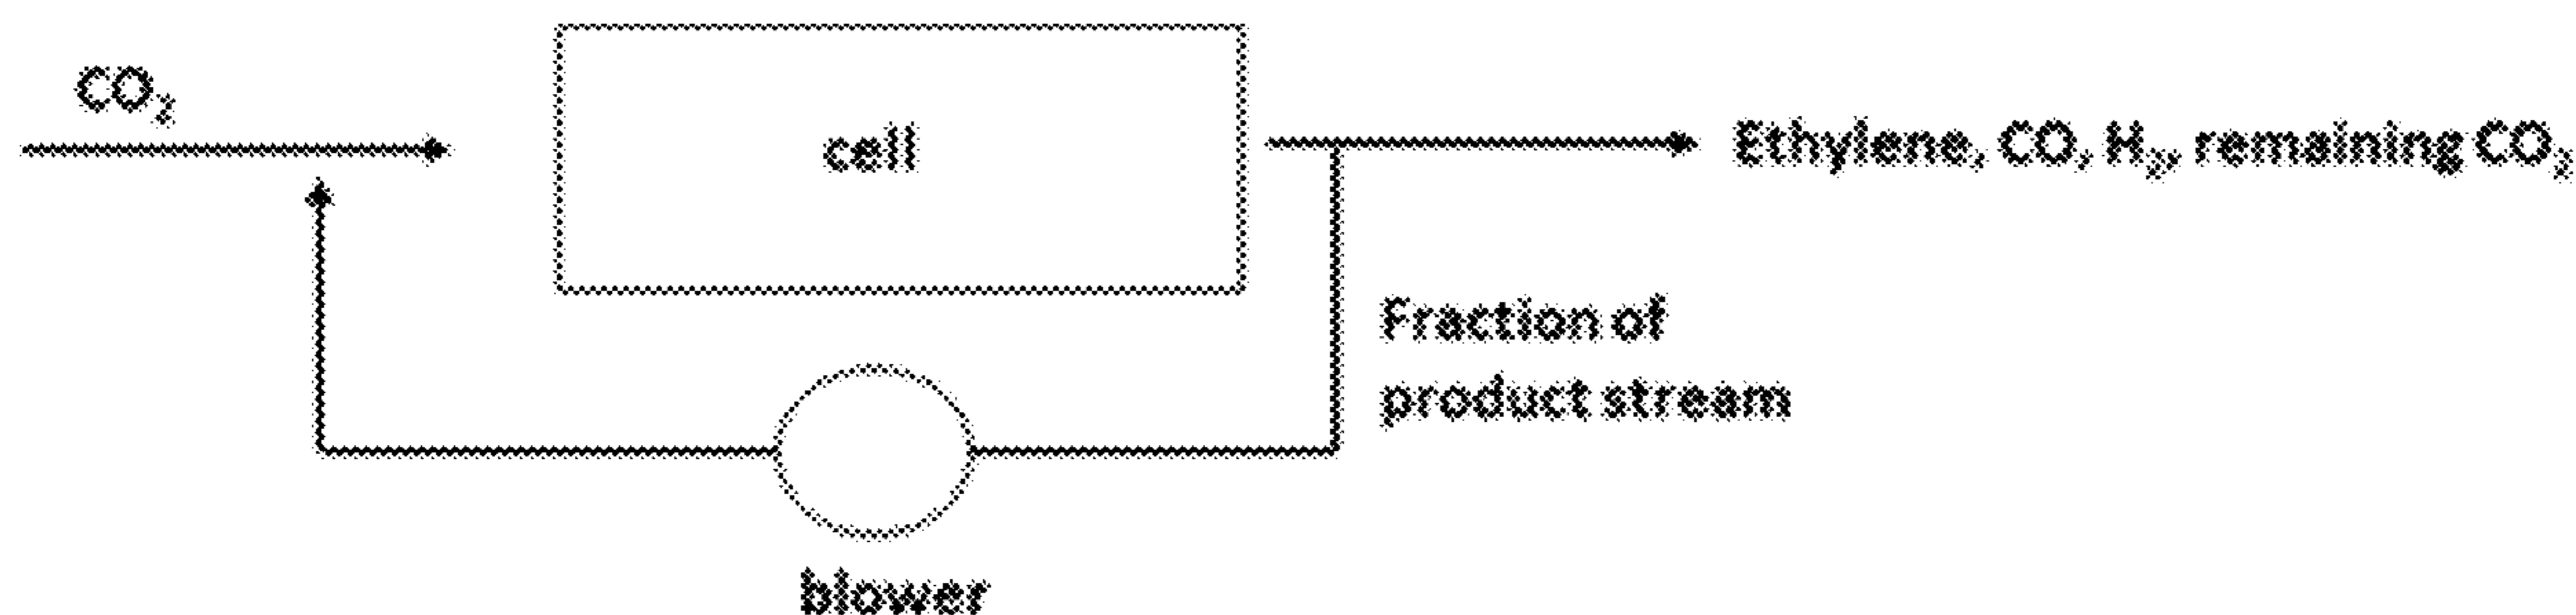 CO₂
cell
Ethylene, CO, H₂, remaining CO₂
Fraction of
product stream
blower